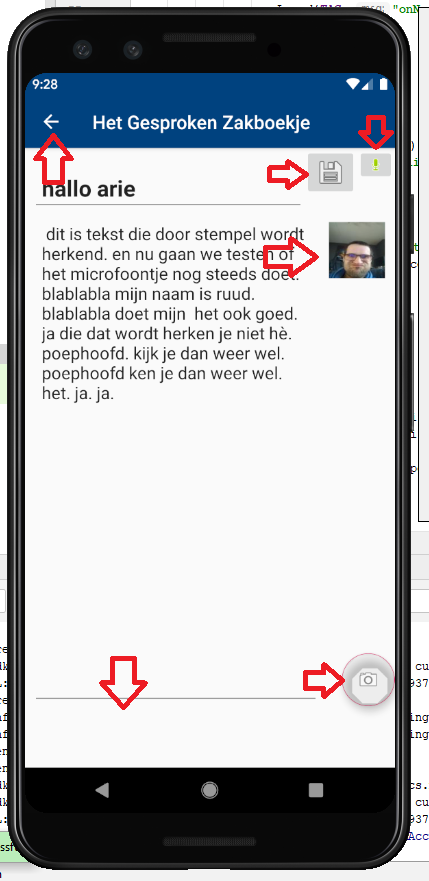 9:28
Het Gesproken Zakboekje
hallo arie
dit is tekst die door stempel wordt
herkend. en nu gaan we testen of
het microfoontje nog steeds doet.
blablabla mijn naam is ruud.
blablabla doet mijn  het ook goed.
ja die dat wordt herken je niet hè.
poephoofd. kijk je dan weer wel.
poephoofd ken je dan weer wel.
het. ja. ja.